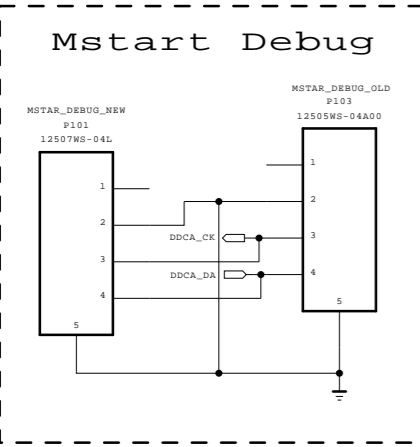 Mstart Debug
MSTAR_DEBUG_OLD
P103
12505WS-04A00
MSTAR_DEBUG_NEW
P101
12507WS-04L
1
2
3
4
5
DDCA_CK
DDCA_DA
1
2
3
4
5